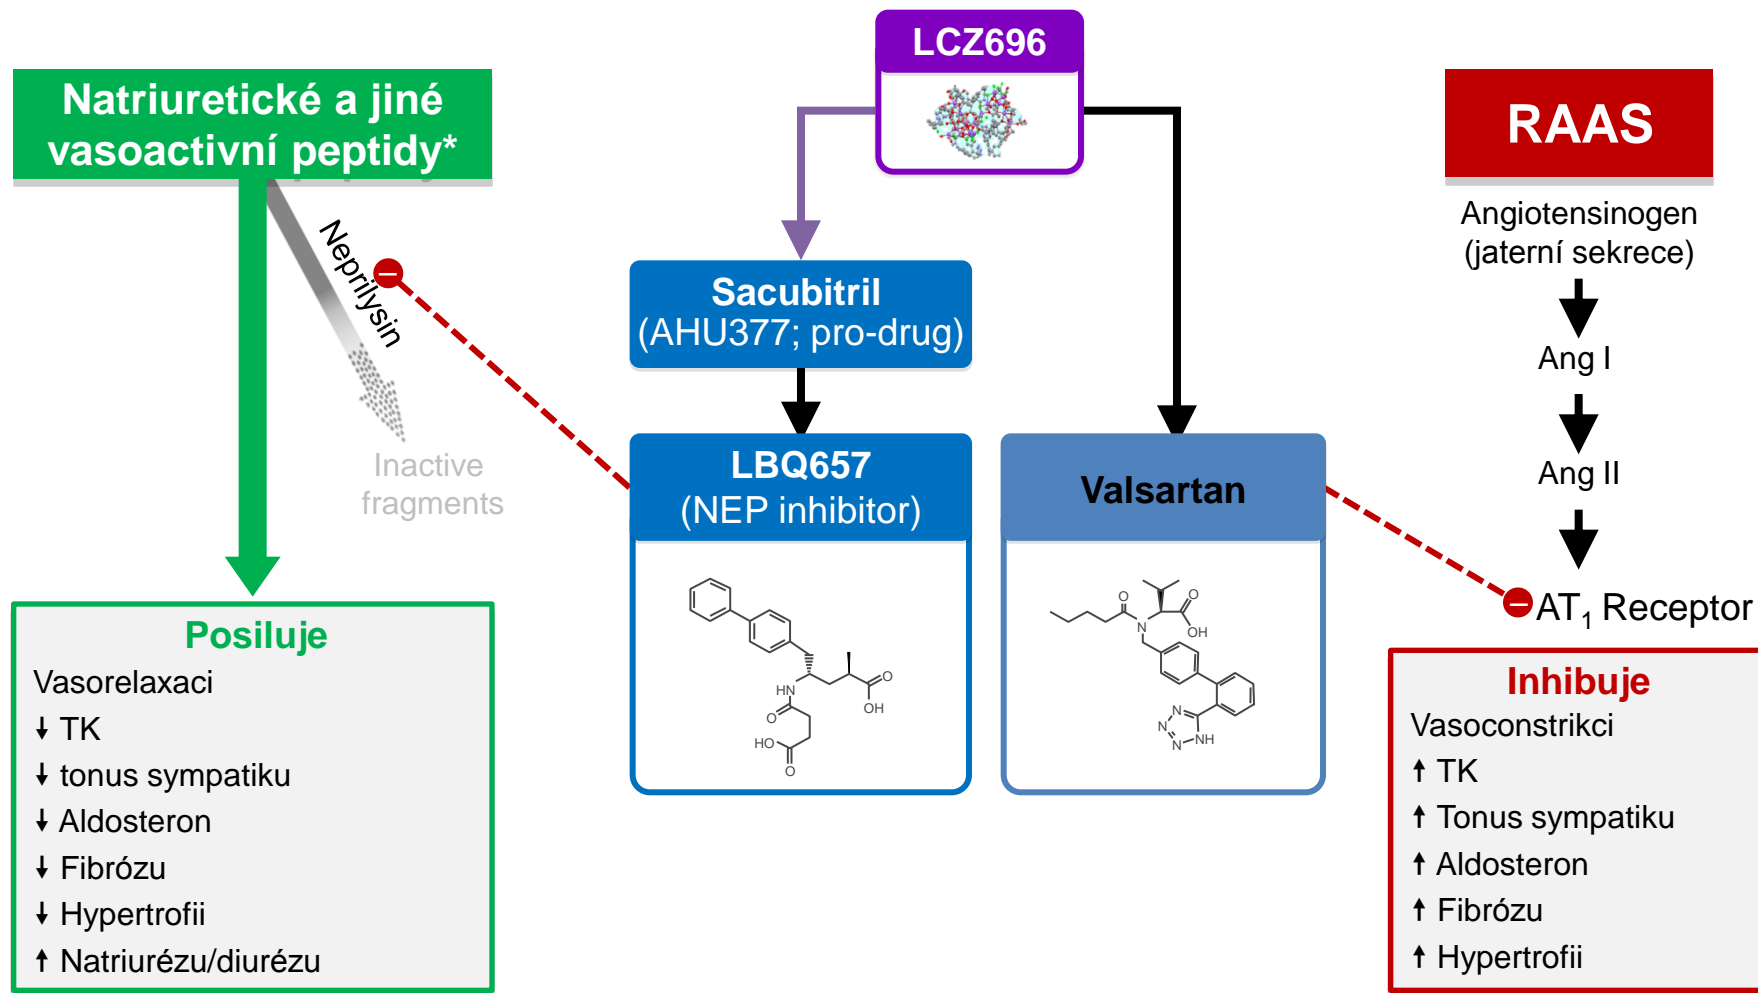 LCZ696
Natriuretické a jiné
vasoactivní peptidy*
RAAS
Angiotensinogen
(jaterní sekrece)
Neprilysin
–
Sacubitril
(AHU377; pro-drug)
Ang I
Inactive
fragments
LBQ657
(NEP inhibitor)
Valsartan
Ang II
–
AT₁ Receptor
Posiluje
Vasorelaxaci
↓ TK
↓ tonus sympatiku
↓ Aldosteron
↓ Fibrózu
↓ Hypertrofii
↑ Natriurézu/diurézu
HN
O
O
OH
HO
O
O
N
O
OH
N
N
N
NH
Inhibuje
Vasoconstrikci
↑ TK
↑ Tonus sympatiku
↑ Aldosteron
↑ Fibrózu
↑ Hypertrofii